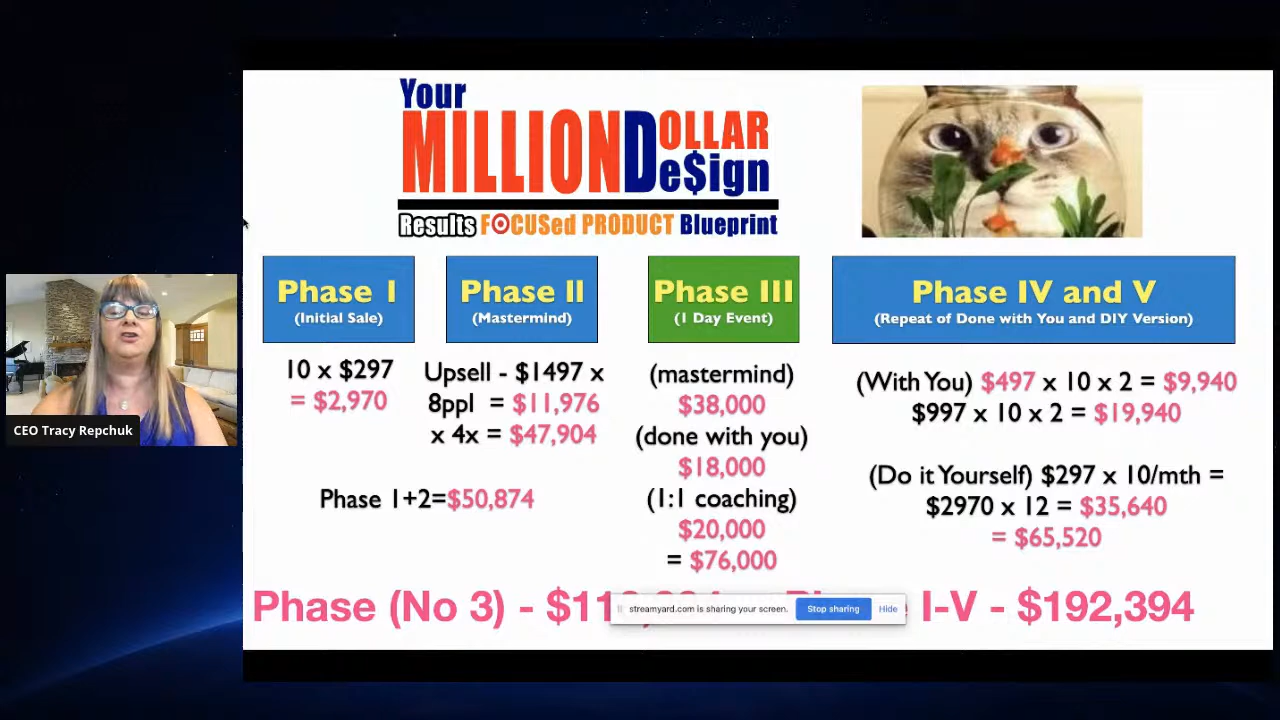 Your
MILLION DOLLAR
De$ign
Results FOCUSed PRODUCT Blueprint
Phase 1
(Initial Sale)
10 x $297
= $2,970
Phase II
(Mastermind)
Upsell - $1497 x
8ppl = $11,976
x 4x = $47,904
Phase 1+2=$50,874
Phase III
(1 Day Event)
(mastermind)
$38,000
(done with you)
$18,000
(1:1 coaching)
$20,000
= $76,000
Phase IV and V
(Repeat of Done with You and DIY Version)
(With You) $497 x 10 x 2 = $9,940
$997 x 10 x 2 = $19,940
(Do it Yourself) $297 x 10/mth =
$2970 x 12 = $35,640
= $65,520
CEO Tracy Repchuk
Phase (No 3) - I-V - $192,394
streamyard.com is sharing your screen. Stop sharing Hide